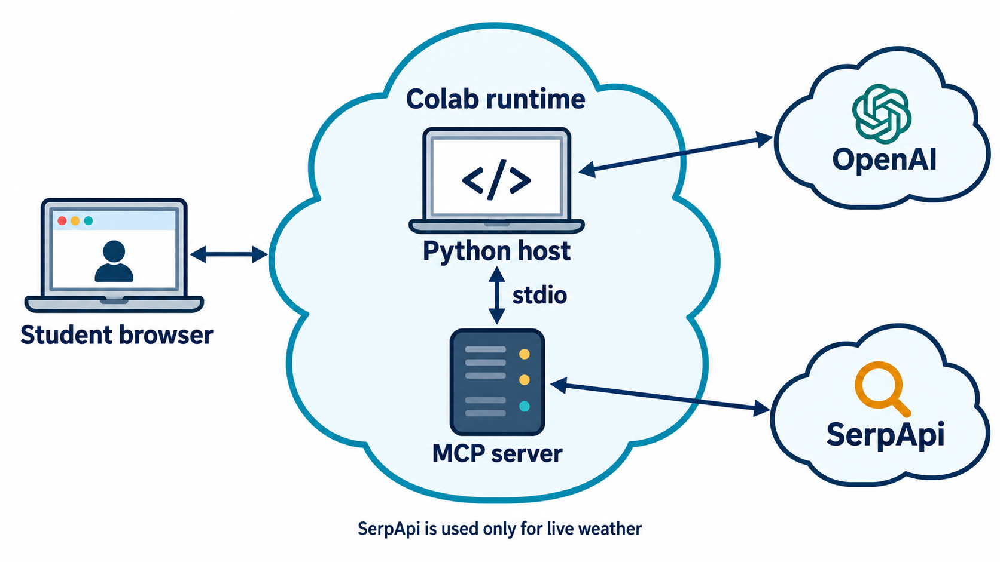 Colab runtime
</>
Python host
stdio
MCP server
Student browser
OpenAI
SerpApi
SerpApi is used only for live weather